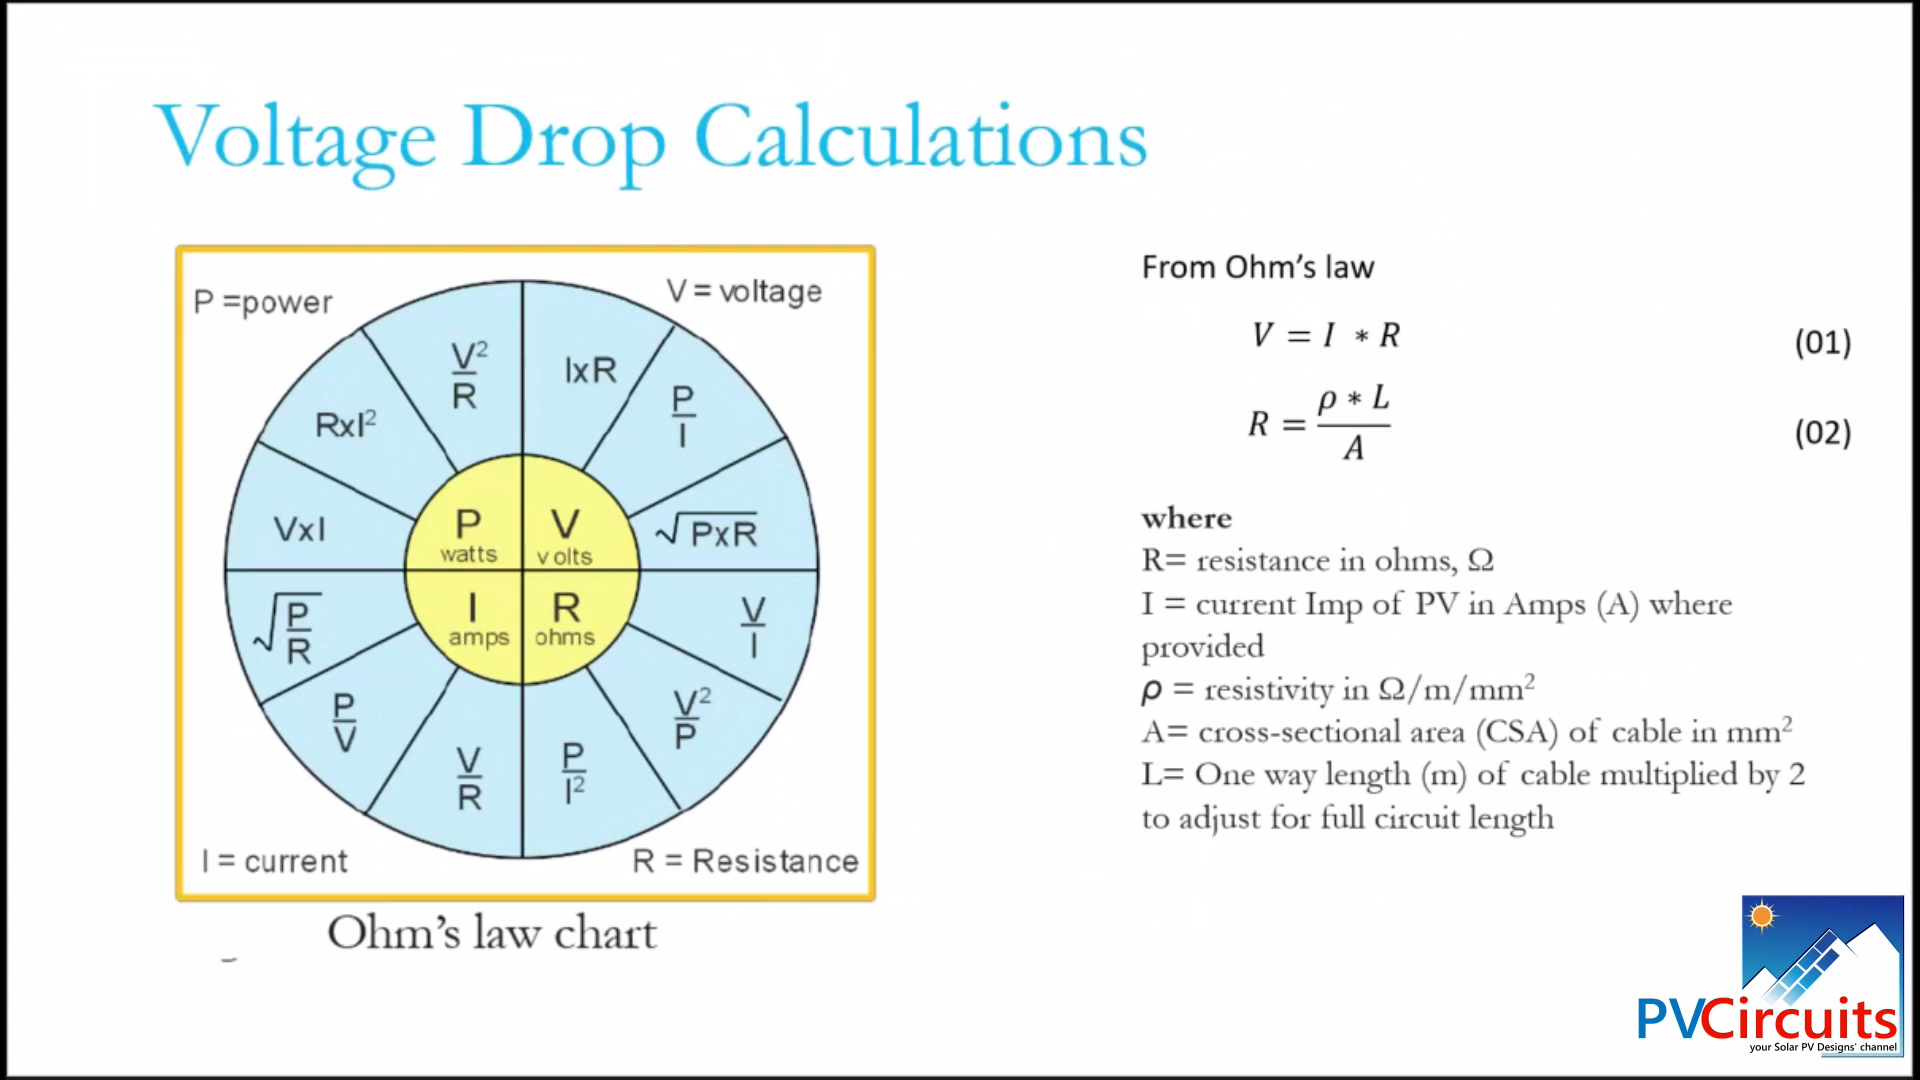 Voltage Drop Calculations
P =power
V = voltage
V²
R
IxR
P
I
RxI²
VxI
√PxR
P
watts
V
volts
I
amps
R
ohms
√P
R
V
I
P
V
V²
P
V
R
P
I²
I = current
R = Resistance
Ohm's law chart
From Ohm's law
V = I * R (01)
R = ρ * L / A (02)
where
R= resistance in ohms, Ω
I = current Imp of PV in Amps (A) where
provided
ρ = resistivity in Ω/m/mm²
A= cross-sectional area (CSA) of cable in mm²
L= One way length (m) of cable multiplied by 2
to adjust for full circuit length
PVCircuits
your Solar PV Designs' channel